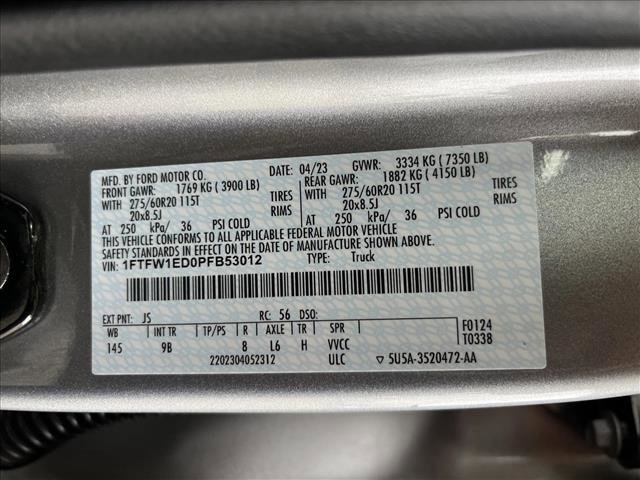 MFD. BY FORD MOTOR CO. DATE: 04/23 GVWR: 3334 KG ( 7350 LB)
FRONT GAWR: 1769 KG ( 3900 LB) REAR GAWR: 1882 KG ( 4150 LB)
WITH 275/60R20 115T TIRES WITH 275/60R20 115T TIRES
20x8.5J RIMS 20x8.5J RIMS
AT 250 kPa/ 36 PSI COLD AT 250 kPa/ 36 PSI COLD
THIS VEHICLE CONFORMS TO ALL APPLICABLE FEDERAL MOTOR VEHICLE
SAFETY STANDARDS IN EFFECT ON THE DATE OF MANUFACTURE SHOWN ABOVE.
VIN: 1FTFW1ED0PFB53012 TYPE: Truck
EXT PNT: JS RC: 56 DSO: F0124
WB INT TR TP/PS R AXLE TR SPR T0338
145 9B 8 L6 H VVCC
2202304052312 ULC ▽ 5U5A-3520472-AA